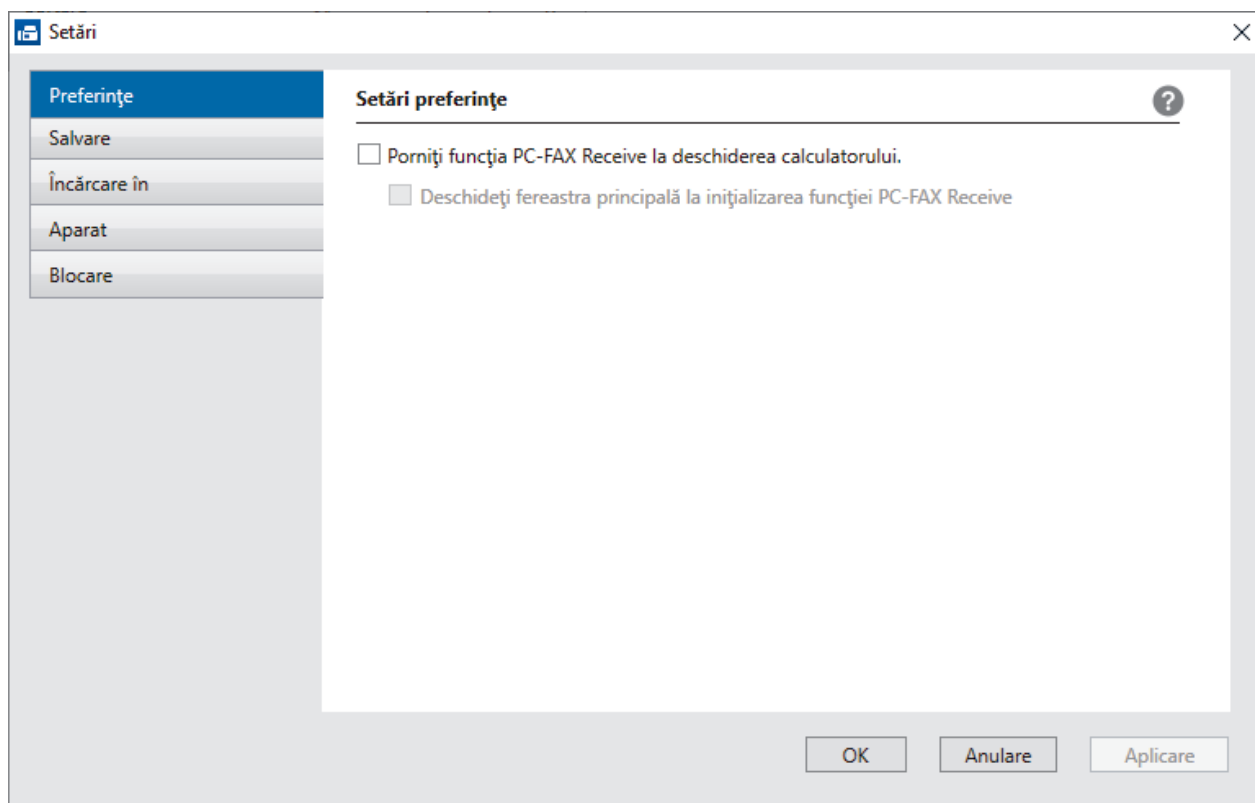 Setări
Preferinţe
Salvare
Încărcare în
Aparat
Blocare
Setări preferinţe
?
Porniţi funcţia PC-FAX Receive la deschiderea calculatorului.
Deschideţi fereastra principală la iniţializarea funcţiei PC-FAX Receive
OK
Anulare
Aplicare